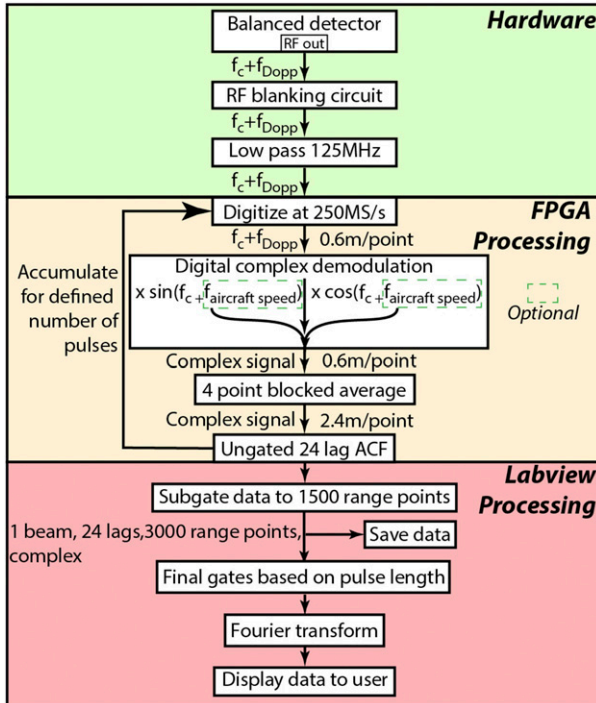 Hardware
Balanced detector
RF out
fc+fDopp
RF blanking circuit
fc+fDopp
Low pass 125MHz
fc+fDopp
FPGA
Processing
Digitize at 250MS/s
fc+fDopp 0.6m/point
Accumulate
for defined
number of
pulses
Digital complex demodulation
x sin(fc +faircraft speed) x cos(fc +faircraft speed)
Optional
Complex signal 0.6m/point
4 point blocked average
Complex signal 2.4m/point
Ungated 24 lag ACF
Labview
Processing
Subgate data to 1500 range points
1 beam, 24 lags,3000 range points,
complex
Save data
Final gates based on pulse length
Fourier transform
Display data to user